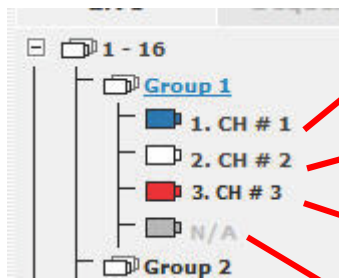 1 - 16
Group 1
1. CH # 1
2. CH # 2
3. CH # 3
N/A
Group 2